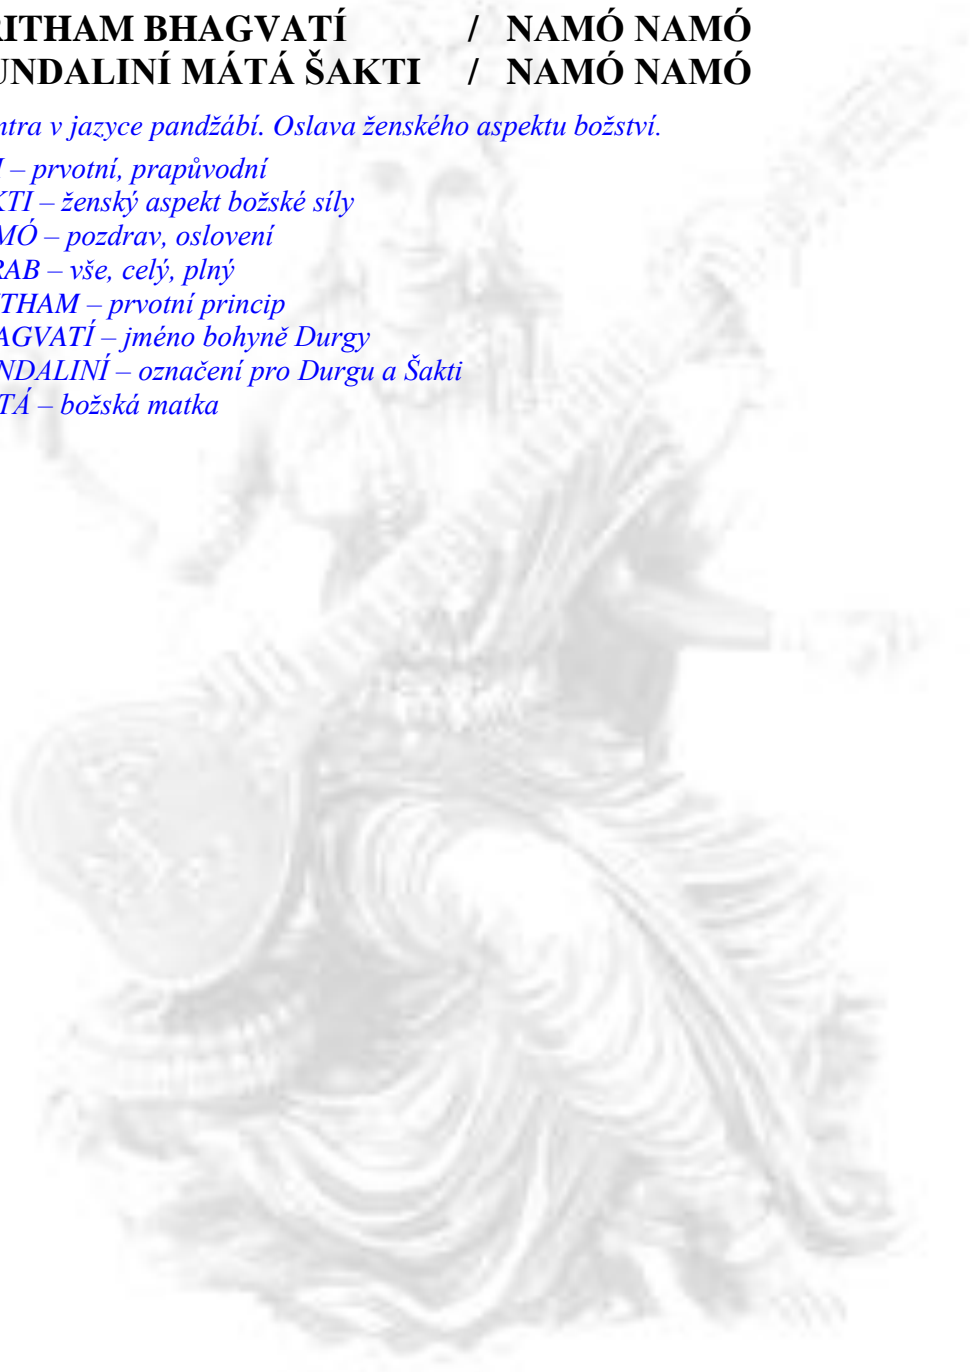 RITHAM BHAGVATÍ / NAMÓ NAMÓ
UNDALINÍ MÁTÁ ŠAKTI / NAMÓ NAMÓ
ntra v jazyce pandžábí. Oslava ženského aspektu božství.
I – prvotní, prapůvodní
KTI – ženský aspekt božské síly
MÓ – pozdrav, oslovení
RAB – vše, celý, plný
ITHAM – prvotní princip
AGVATÍ – jméno bohyně Durgy
NDALINÍ – označení pro Durgu a Šakti
TÁ – božská matka